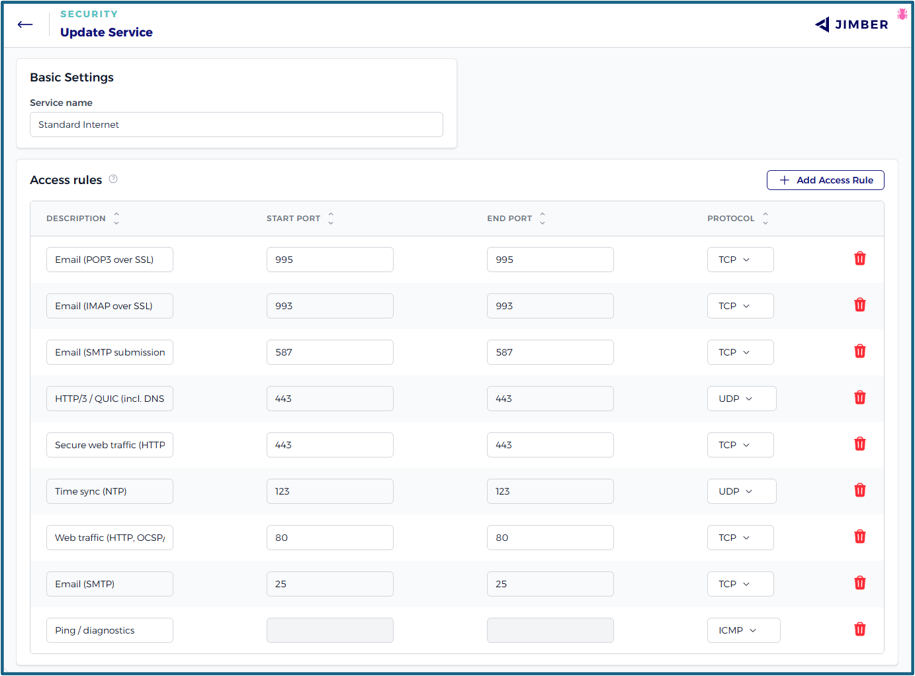 SECURITY
Update Service
JIMBER
Basic Settings
Service name
Standard Internet
Access rules
Add Access Rule
DESCRIPTION START PORT END PORT PROTOCOL
Email (POP3 over SSL) 995 995 TCP
Email (IMAP over SSL) 993 993 TCP
Email (SMTP submission 587 587 TCP
HTTP/3 / QUIC (incl. DNS 443 443 UDP
Secure web traffic (HTTP 443 443 TCP
Time sync (NTP) 123 123 UDP
Web traffic (HTTP, OCSP/ 80 80 TCP
Email (SMTP) 25 25 TCP
Ping / diagnostics ICMP